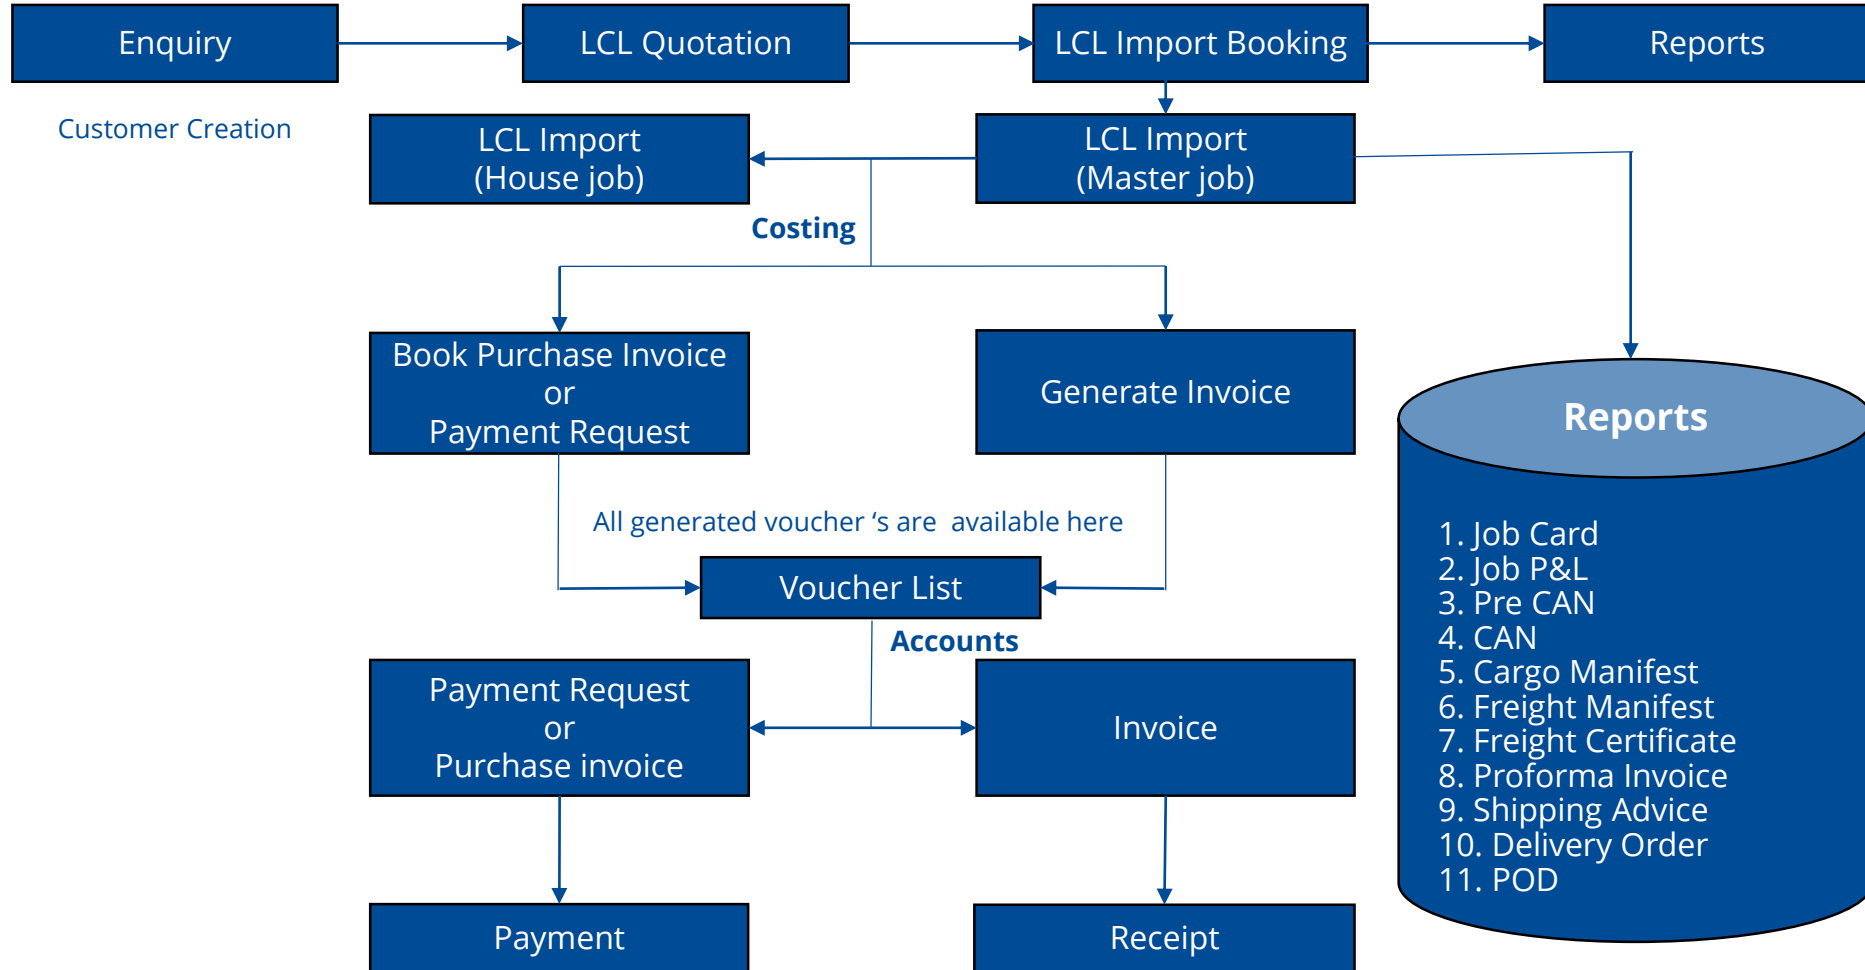 Enquiry
LCL Quotation
LCL Import Booking
Reports
Customer Creation
LCL Import
(House job)
LCL Import
(Master job)
Costing
Book Purchase Invoice
or
Payment Request
Generate Invoice
Reports
All generated voucher ‘s are  available here
Voucher List
Accounts
Payment Request
or
Purchase invoice
Invoice
1. Job Card
2. Job P&L
3. Pre CAN
4. CAN
5. Cargo Manifest
6. Freight Manifest
7. Freight Certificate
8. Proforma Invoice
9. Shipping Advice
10. Delivery Order
11. POD
Payment
Receipt